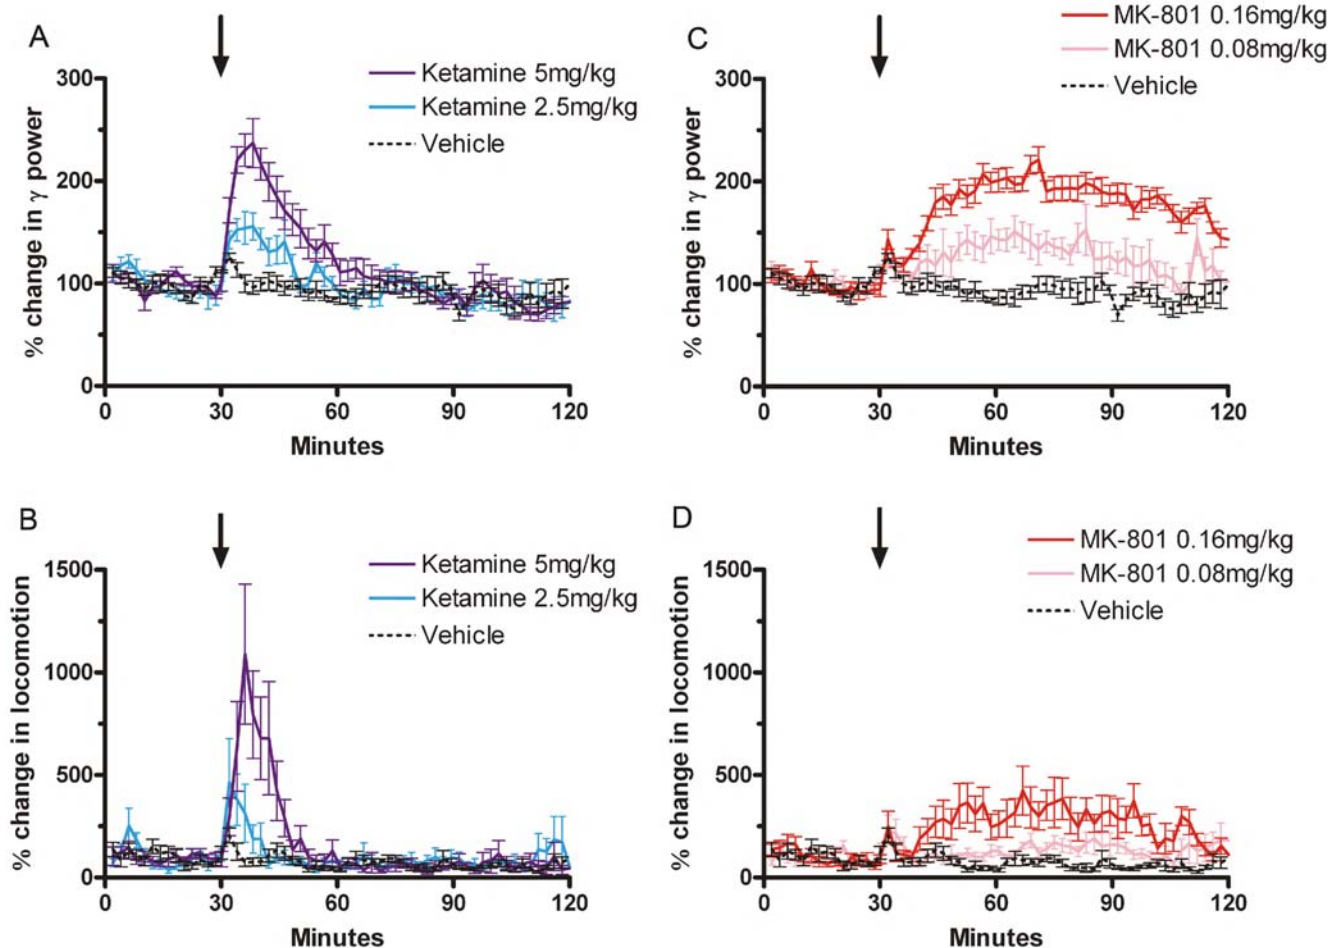 A
Ketamine 5mg/kg
Ketamine 2.5mg/kg
Vehicle
% change in γ power
300
200
100
0
0 30 60 90 120
Minutes
C
MK-801 0.16mg/kg
MK-801 0.08mg/kg
Vehicle
% change in γ power
300
200
100
0
0 30 60 90 120
Minutes
B
Ketamine 5mg/kg
Ketamine 2.5mg/kg
Vehicle
% change in locomotion
1500
1000
500
0
0 30 60 90 120
Minutes
D
MK-801 0.16mg/kg
MK-801 0.08mg/kg
Vehicle
% change in locomotion
1500
1000
500
0
0 30 60 90 120
Minutes